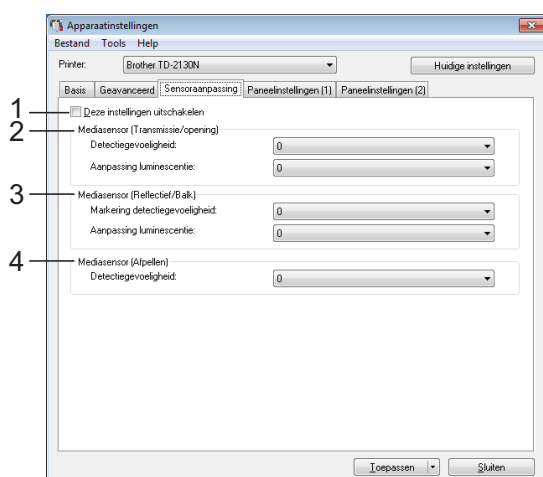 Apparaatinstellingen
Bestand Tools Help
Printer: Brother TD-2130N Huidige instellingen
Basis Geavanceerd Sensoraanpassing Paneelinstellingen (1) Paneelinstellingen (2)
1 Deze instellingen uitschakelen
2 Mediasensor (Transmissie/opening)
Detectiegevoeligheid: 0
Aanpassing luminescentie: 0
3 Mediasensor (Reflectief/Balk)
Markering detectiegevoeligheid: 0
Aanpassing luminescentie: 0
4 Mediasensor (Afpellen)
Detectiegevoeligheid: 0
Toepassen Sluiten